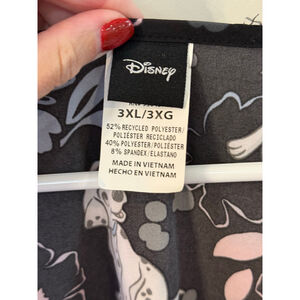 Disney
3XL/3XG
52% RECYCLED POLYESTER/
POLIÉSTER RECICLADO
40% POLYESTER/POLIÉSTER
8% SPANDEX/ELASTANO
MADE IN VIETNAM
HECHO EN VIETNAM